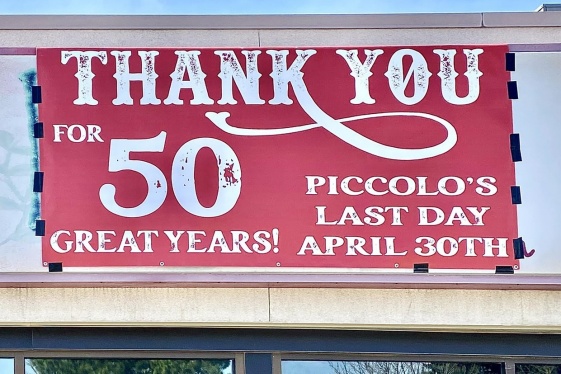 THANK YOU
FOR
50
GREAT YEARS!
PICCOLO'S
LAST DAY
APRIL 30TH